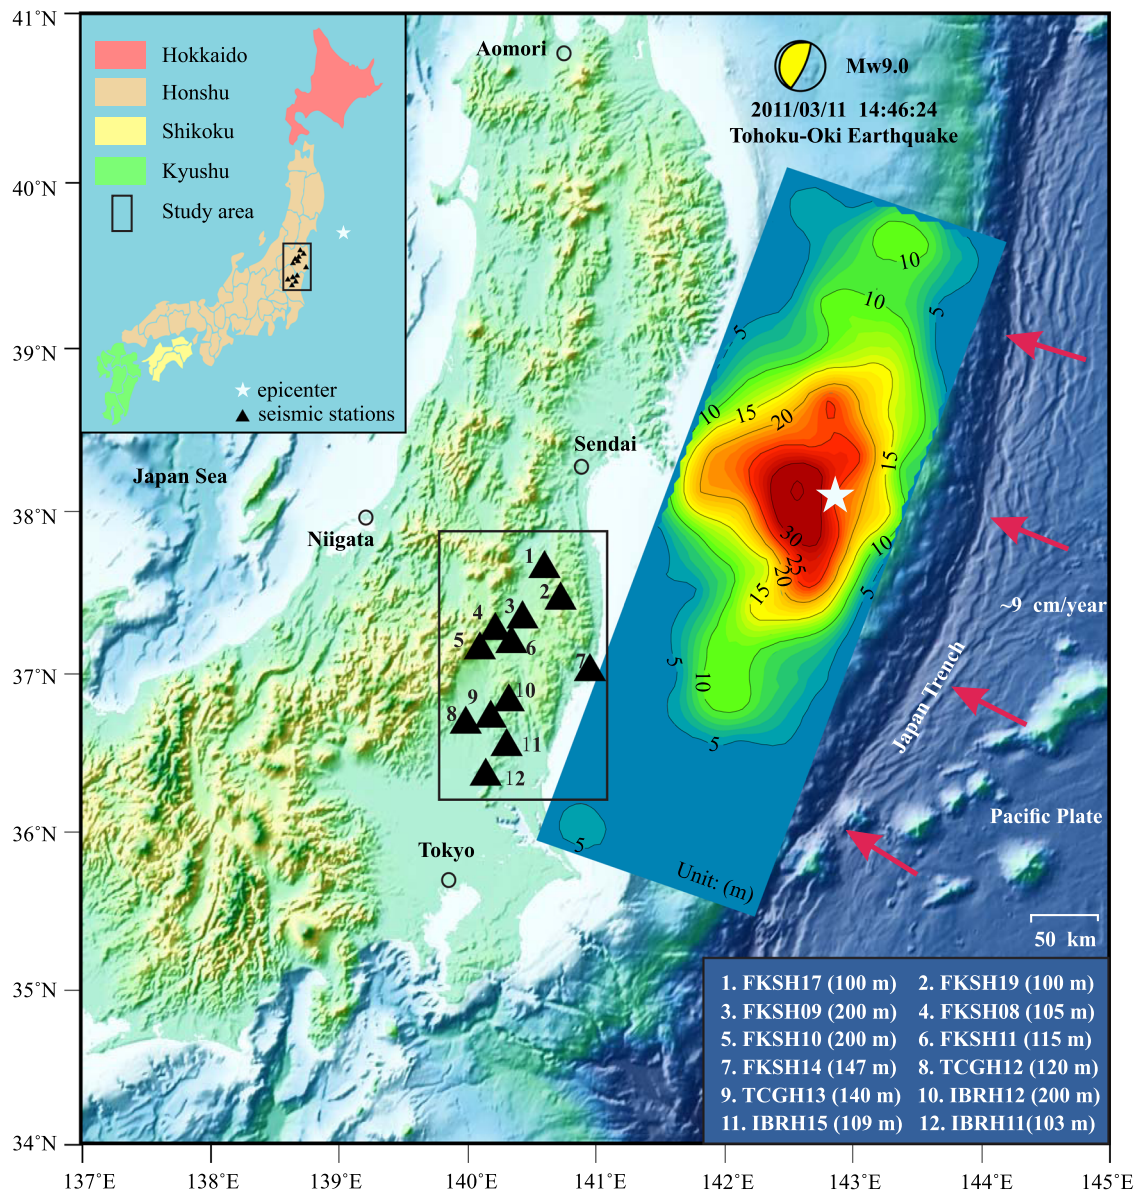 41°N
40°N
39°N
38°N
37°N
36°N
35°N
34°N
137°E
138°E
139°E
140°E
141°E
142°E
143°E
144°E
145°E
Hokkaido
Honshu
Shikoku
Kyushu
Study area
epicenter
seismic stations
Aomori
Mw9.0
2011/03/11 14:46:24
Tohoku-Oki Earthquake
Sendai
Japan Sea
Niigata
Tokyo
10
10
5
5
10
15
20
15
30
25
20
15
10
5
5
10
5
5
Unit: (m)
1
2
3
4
5
6
7
8
9
10
11
12
~9 cm/year
Japan Trench
Pacific Plate
50 km
1. FKSH17 (100 m) 2. FKSH19 (100 m)
3. FKSH09 (200 m) 4. FKSH08 (105 m)
5. FKSH10 (200 m) 6. FKSH11 (115 m)
7. FKSH14 (147 m) 8. TCGH12 (120 m)
9. TCGH13 (140 m) 10. IBRH12 (200 m)
11. IBRH15 (109 m) 12. IBRH11(103 m)